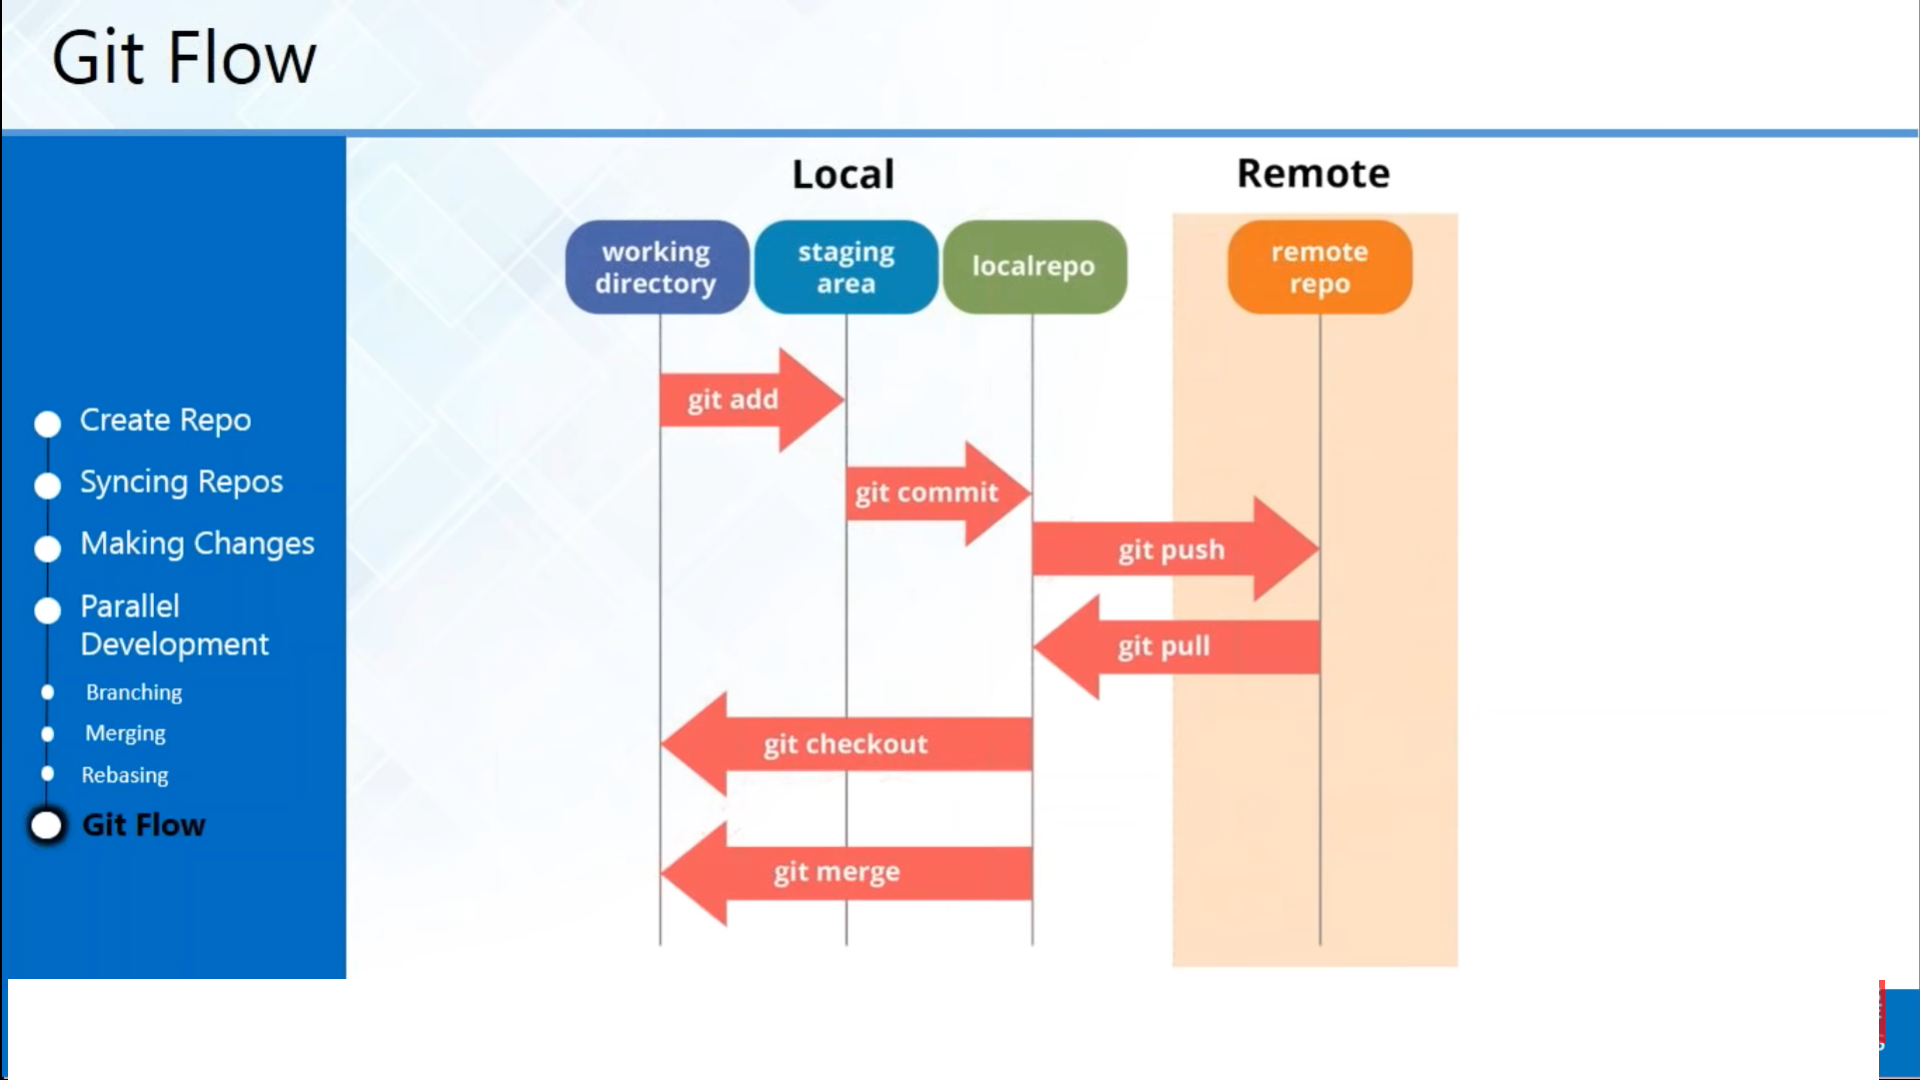 Git Flow
Create Repo
Syncing Repos
Making Changes
Parallel
Development
Branching
Merging
Rebasing
Git Flow
Local
Remote
working
directory
staging
area
localrepo
remote
repo
git add
git commit
git push
git pull
git checkout
git merge